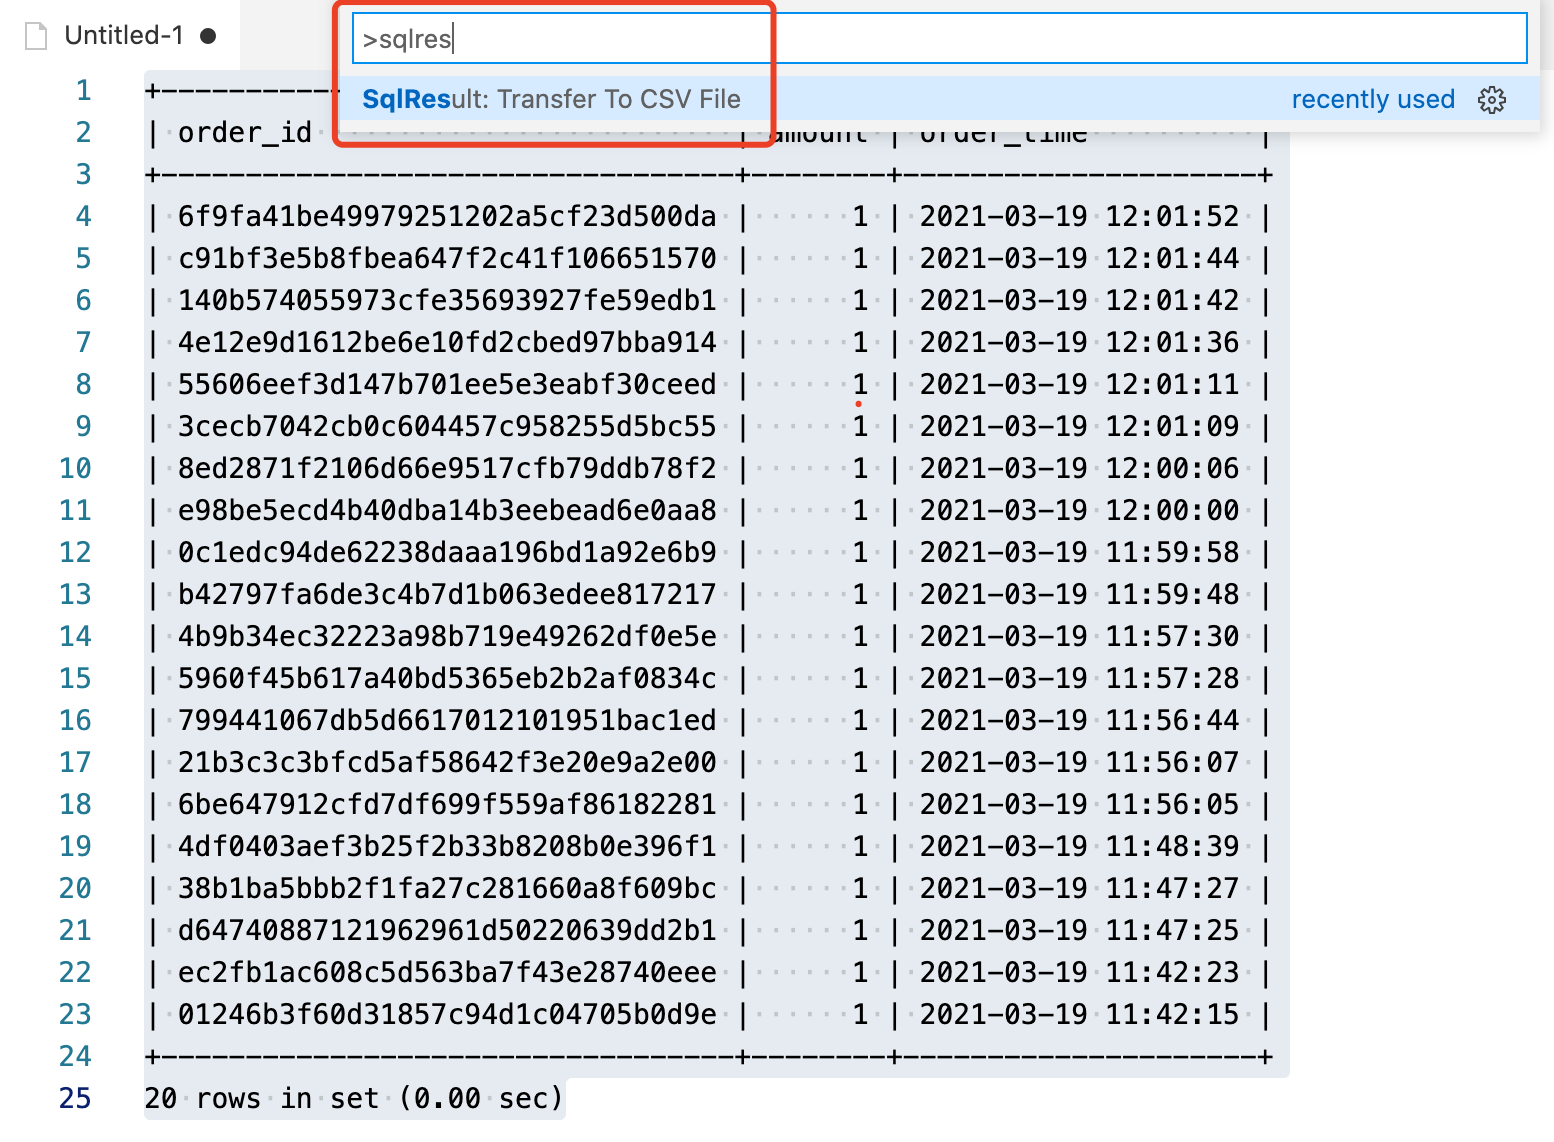 Untitled-1
>sqlres
SqlResult: Transfer To CSV File recently used
1 +-----------
2 | order_id | amount | order_time |
3 +----------------------------------+--------+---------------------+
4 | 6f9fa41be49979251202a5cf23d500da | 1 | 2021-03-19 12:01:52 |
5 | c91bf3e5b8fbea647f2c41f106651570 | 1 | 2021-03-19 12:01:44 |
6 | 140b574055973cfe35693927fe59edb1 | 1 | 2021-03-19 12:01:42 |
7 | 4e12e9d1612be6e10fd2cbed97bba914 | 1 | 2021-03-19 12:01:36 |
8 | 55606eef3d147b701ee5e3eabf30ceed | 1 | 2021-03-19 12:01:11 |
9 | 3cecb7042cb0c604457c958255d5bc55 | 1 | 2021-03-19 12:01:09 |
10 | 8ed2871f2106d66e9517cfb79ddb78f2 | 1 | 2021-03-19 12:00:06 |
11 | e98be5ecd4b40dba14b3eebead6e0aa8 | 1 | 2021-03-19 12:00:00 |
12 | 0c1edc94de62238daaa196bd1a92e6b9 | 1 | 2021-03-19 11:59:58 |
13 | b42797fa6de3c4b7d1b063edee817217 | 1 | 2021-03-19 11:59:48 |
14 | 4b9b34ec32223a98b719e49262df0e5e | 1 | 2021-03-19 11:57:30 |
15 | 5960f45b617a40bd5365eb2b2af0834c | 1 | 2021-03-19 11:57:28 |
16 | 799441067db5d6617012101951bac1ed | 1 | 2021-03-19 11:56:44 |
17 | 21b3c3c3bfcd5af58642f3e20e9a2e00 | 1 | 2021-03-19 11:56:07 |
18 | 6be647912cfd7df699f559af86182281 | 1 | 2021-03-19 11:56:05 |
19 | 4df0403aef3b25f2b33b8208b0e396f1 | 1 | 2021-03-19 11:48:39 |
20 | 38b1ba5bbb2f1fa27c281660a8f609bc | 1 | 2021-03-19 11:47:27 |
21 | d64740887121962961d50220639dd2b1 | 1 | 2021-03-19 11:47:25 |
22 | ec2fb1ac608c5d563ba7f43e28740eee | 1 | 2021-03-19 11:42:23 |
23 | 01246b3f60d31857c94d1c04705b0d9e | 1 | 2021-03-19 11:42:15 |
24 +----------------------------------+--------+---------------------+
25 20 rows in set (0.00 sec)